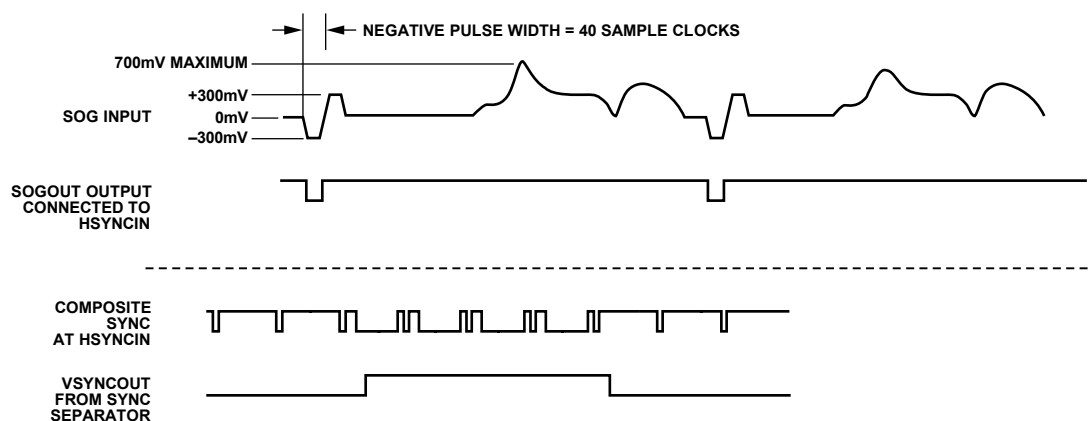 NEGATIVE PULSE WIDTH = 40 SAMPLE CLOCKS
700mV MAXIMUM
+300mV
SOG INPUT
0mV
–300mV
SOGOUT OUTPUT
CONNECTED TO
HSYNCIN
COMPOSITE
SYNC
AT HSYNCIN
VSYNCOUT
FROM SYNC
SEPARATOR